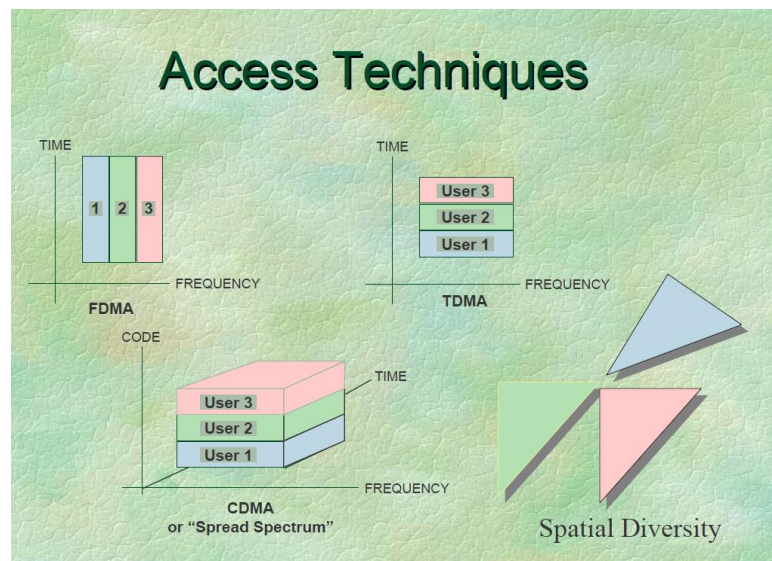 Access Techniques
TIME
1 2 3
FREQUENCY
FDMA
TIME
User 3
User 2
User 1
FREQUENCY
TDMA
CODE
TIME
User 3
User 2
User 1
FREQUENCY
CDMA
or “Spread Spectrum”
Spatial Diversity